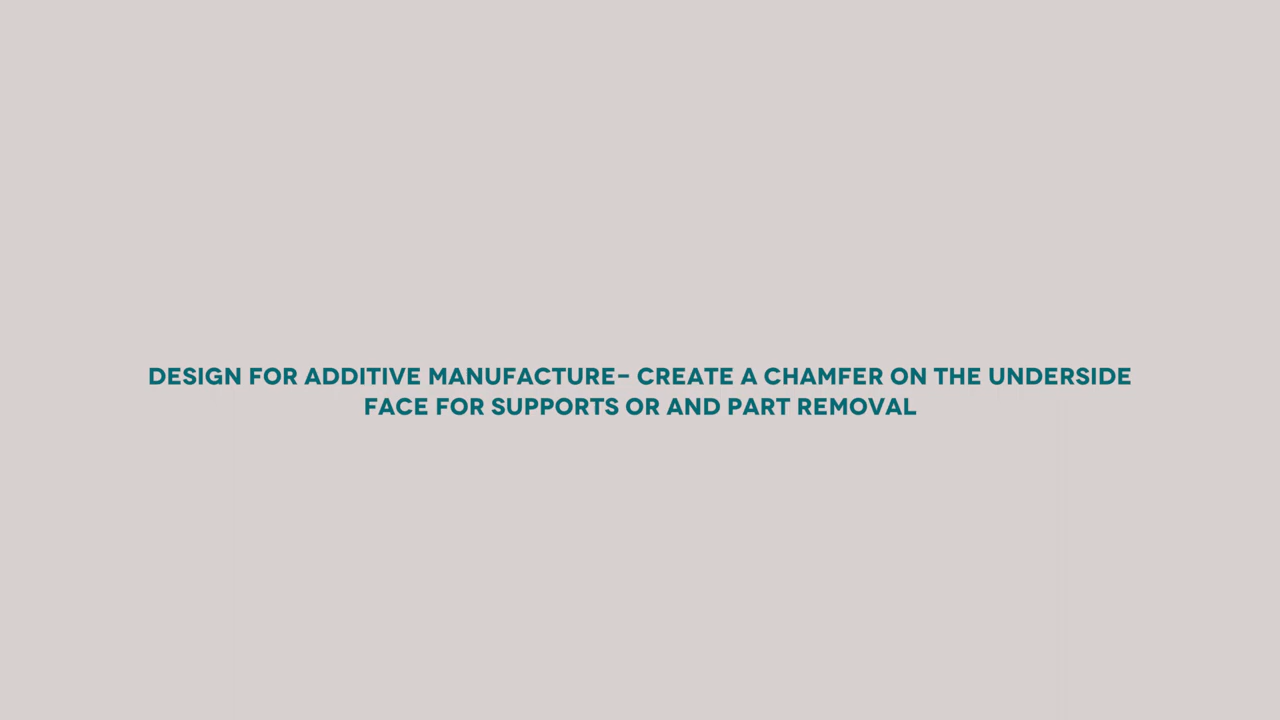 DESIGN FOR ADDITIVE MANUFACTURE- CREATE A CHAMFER ON THE UNDERSIDE
FACE FOR SUPPORTS OR AND PART REMOVAL